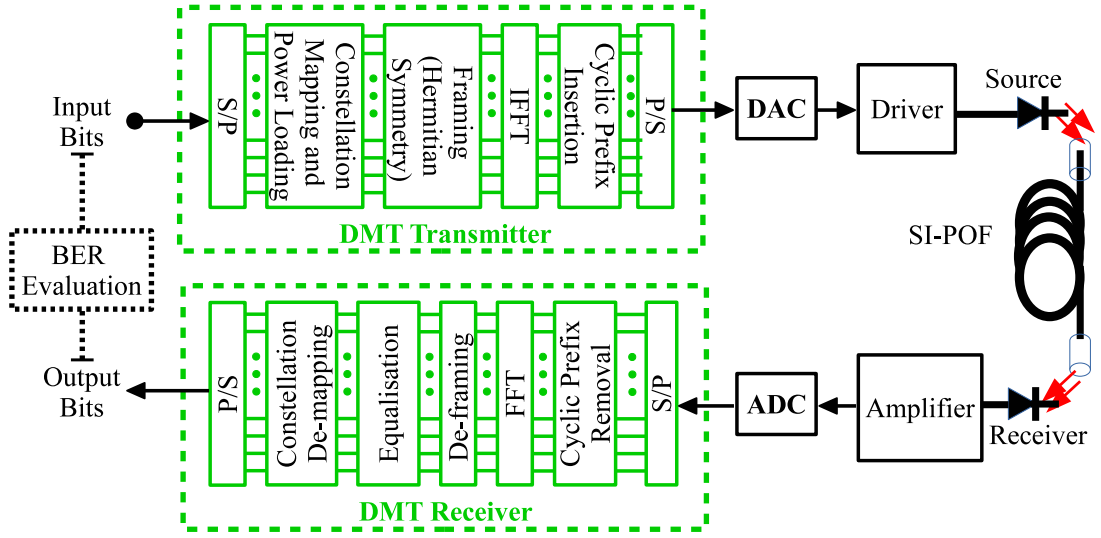 Input
Bits
S/P
Constellation
Mapping and
Power Loading
Framing
(Hermitian
Symmetry)
IFFT
Cyclic Prefix
Insertion
P/S
DMT Transmitter
DAC
Driver
Source
SI-POF
BER
Evaluation
Output
Bits
P/S
Constellation
De-mapping
Equalisation
De-framing
FFT
Cyclic Prefix
Removal
S/P
DMT Receiver
ADC
Amplifier
Receiver